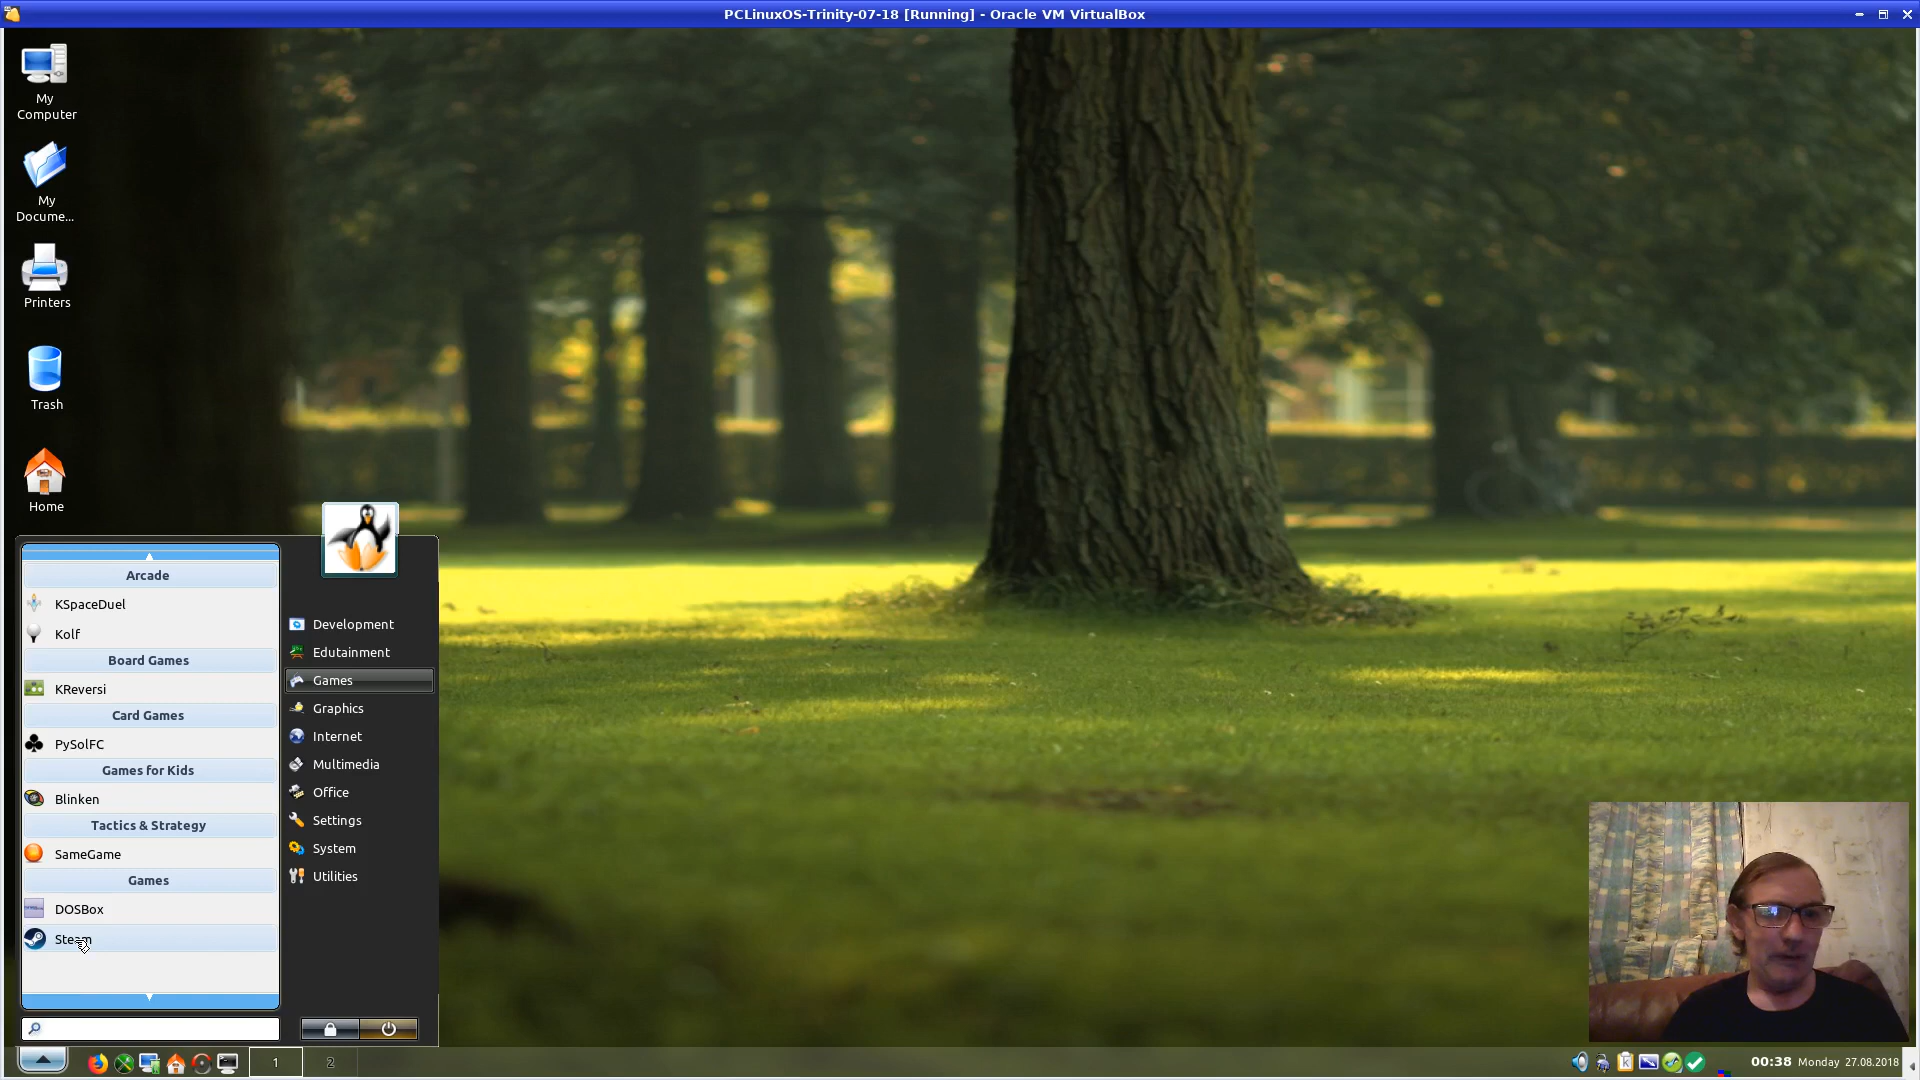 PCLinuxOS-Trinity-07-18 [Running] - Oracle VM VirtualBox
My
Computer
My
Docume...
Printers
Trash
Home
Arcade
KSpaceDuel
Kolf
Board Games
KReversi
Card Games
PySolFC
Games for Kids
Blinken
Tactics & Strategy
SameGame
Games
DOSBox
Steam
Development
Edutainment
Games
Graphics
Internet
Multimedia
Office
Settings
System
Utilities
1
2
00:38 Monday 27.08.2018